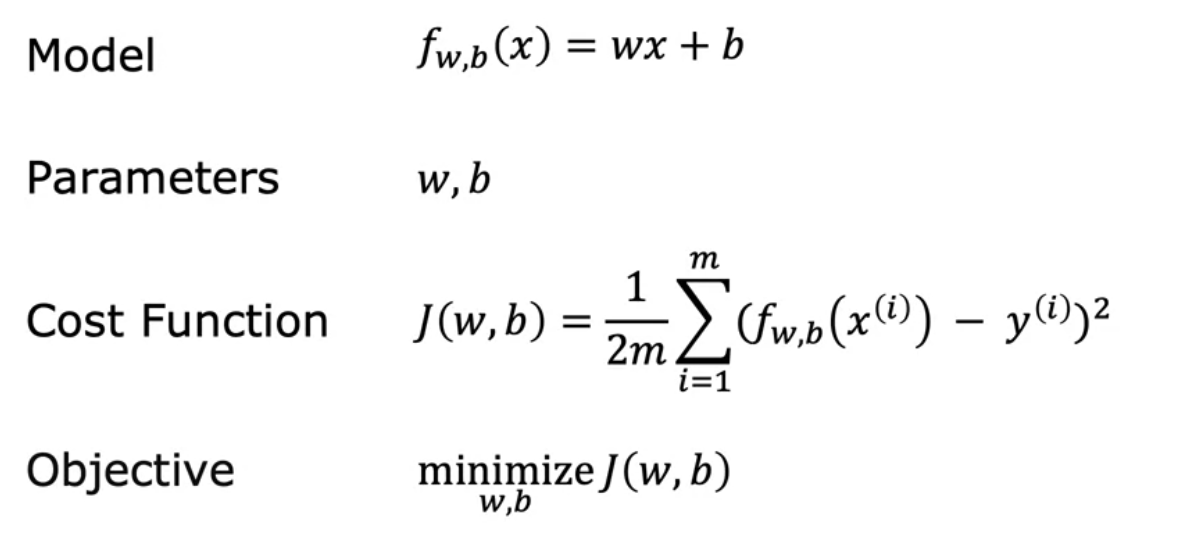 Model $f_{w,b}(x) = wx + b$
Parameters $w, b$
Cost Function $J(w, b) = \frac{1}{2m} \sum_{i=1}^{m} (f_{w,b}(x^{(i)}) - y^{(i)})^2$
Objective $\underset{w,b}{\text{minimize}} J(w, b)$